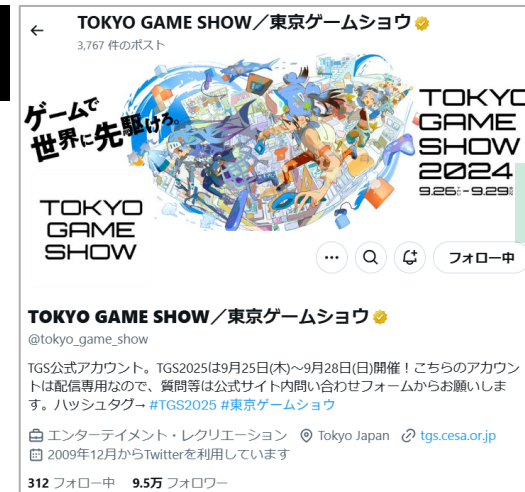 TOKYO GAME SHOW／東京ゲームショウ
3,767 件のポスト
ゲームで
世界に先駆けろ。
TOKYO
GAME
SHOW
2024
9.26木-9.29日
TOKYO
GAME
SHOW
フォロー中
TOKYO GAME SHOW／東京ゲームショウ
@tokyo_game_show
TGS公式アカウント。TGS2025は9月25日(木)～9月28日(日)開催！こちらのアカウン
トは配信専用なので、質問等は公式サイト内問い合わせフォームからお願いしま
す。ハッシュタグ→ #TGS2025 #東京ゲームショウ
エンターテイメント・レクリエーション Tokyo Japan tgs.cesa.or.jp
2009年12月からTwitterを利用しています
312 フォロー中 9.5万 フォロワー